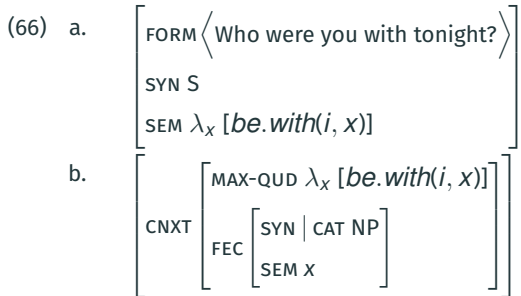 (66) a. FORM ⟨Who were you with tonight?⟩
SYN S
SEM λx [be.with(i, x)]
b. MAX-QUD λx [be.with(i, x)]
CNXT
SYN | CAT NP
FEC
SEM x